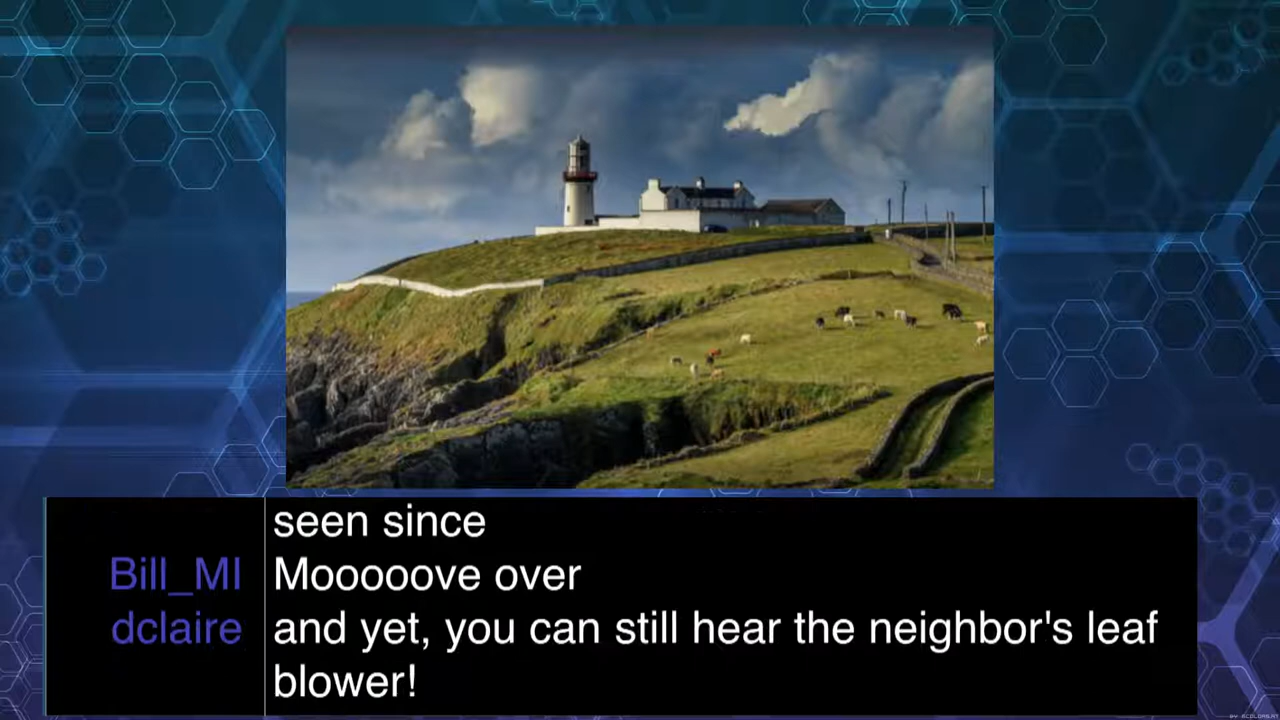 seen since
Bill_MI Mooooove over
dclaire and yet, you can still hear the neighbor's leaf
blower!